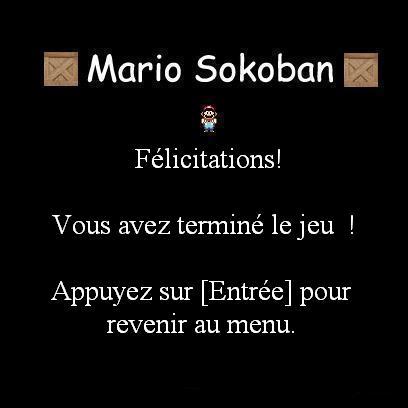 Mario Sokoban
Félicitations!
Vous avez terminé le jeu  !
Appuyez sur [Entrée] pour
revenir au menu.